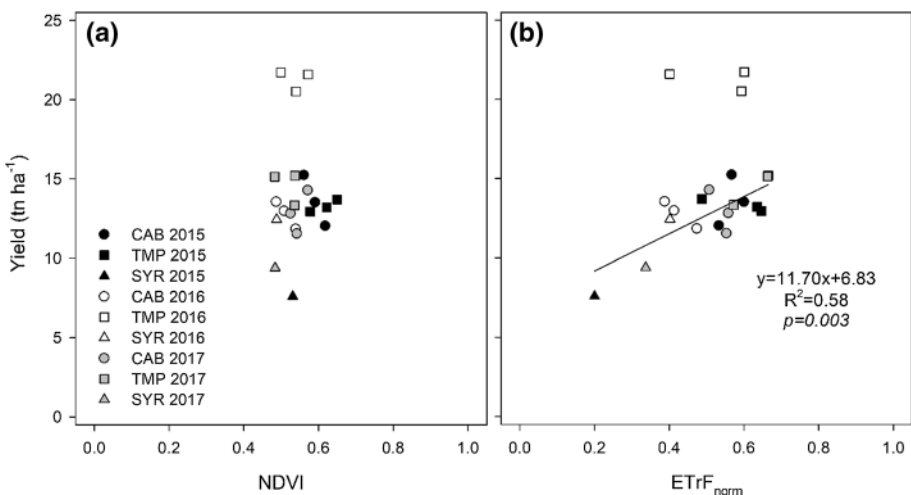 (a)
(b)
25
20
15
10
5
0
Yield (tn ha⁻¹)
CAB 2015
TMP 2015
SYR 2015
CAB 2016
TMP 2016
SYR 2016
CAB 2017
TMP 2017
SYR 2017
y=11.70x+6.83
R²=0.58
p=0.003
0.0 0.2 0.4 0.6 0.8 1.0
0.0 0.2 0.4 0.6 0.8 1.0
NDVI
ETrFnorm